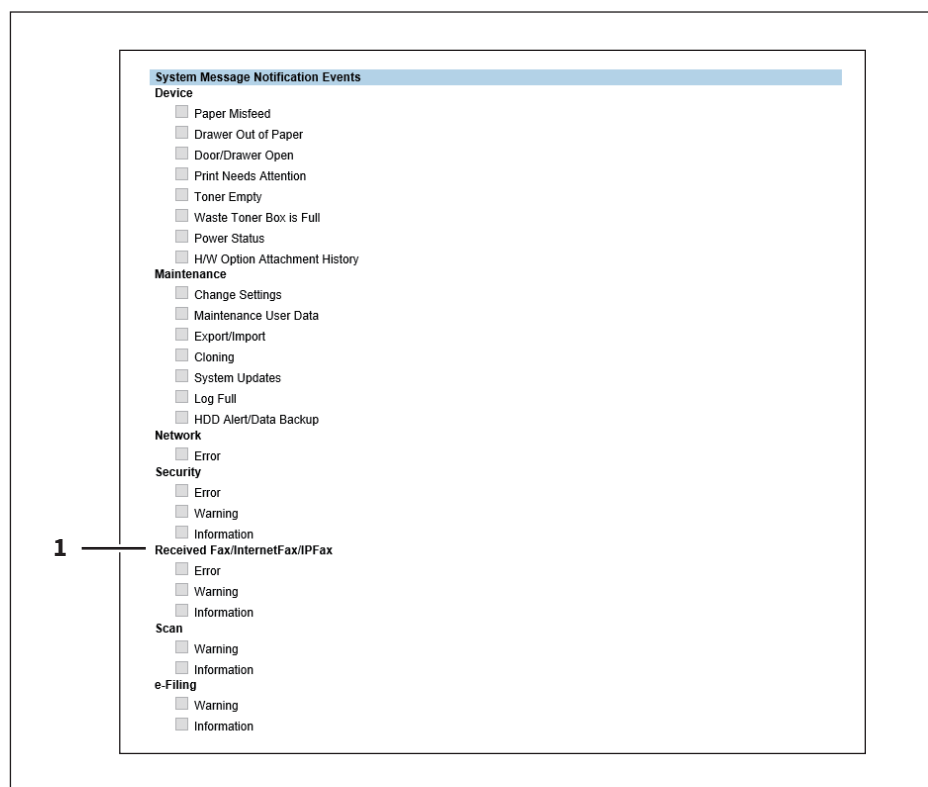 System Message Notification Events
Device
Paper Misfeed
Drawer Out of Paper
Door/Drawer Open
Print Needs Attention
Toner Empty
Waste Toner Box is Full
Power Status
H/W Option Attachment History
Maintenance
Change Settings
Maintenance User Data
Export/Import
Cloning
System Updates
Log Full
HDD Alert/Data Backup
Network
Error
Security
Error
Warning
Information
1 Received Fax/InternetFax/IPFax
Error
Warning
Information
Scan
Warning
Information
e-Filing
Warning
Information